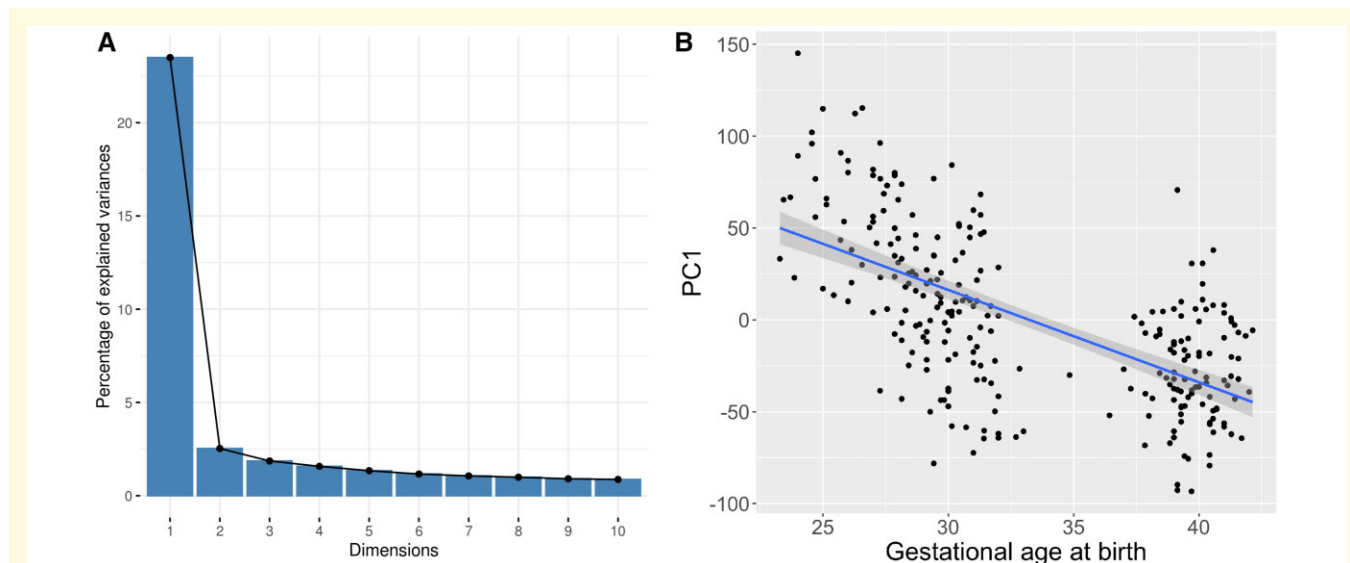 A
Percentage of explained variances
20
15
10
5
0
1 2 3 4 5 6 7 8 9 10
Dimensions
B
PC1
150
100
50
0
-50
-100
25 30 35 40
Gestational age at birth